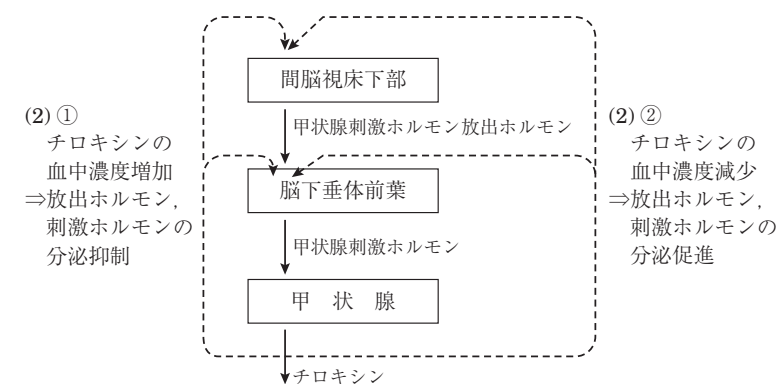 間脳視床下部
甲状腺刺激ホルモン放出ホルモン
脳下垂体前葉
甲状腺刺激ホルモン
甲　状　腺
チロキシン
(2) ①
チロキシンの
血中濃度増加
⇒放出ホルモン，
刺激ホルモンの
分泌抑制
(2) ②
チロキシンの
血中濃度減少
⇒放出ホルモン，
刺激ホルモンの
分泌促進